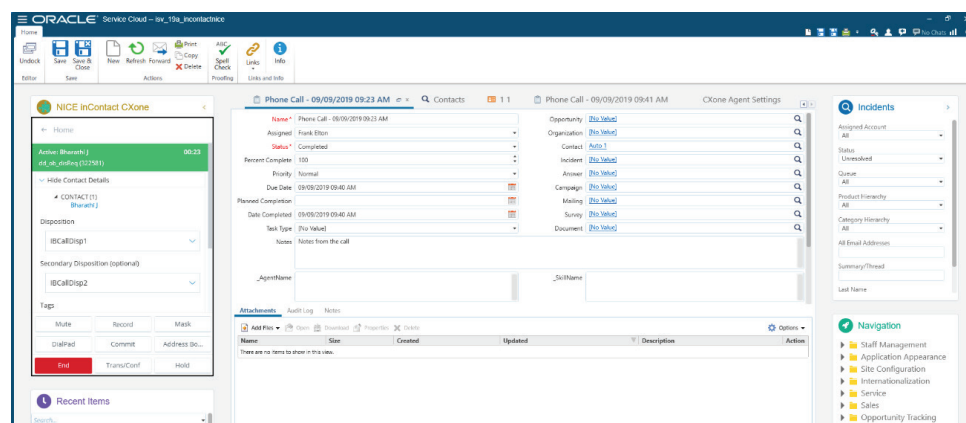 ORACLE Service Cloud – isv_19a_incontactnice
Home
No Chats
Undock
Save
Save & Close
New
Refresh
Forward
Print
Copy
Delete
ABC
Spell Check
Links
Info
Editor
Save
Actions
Proofing
Links and Info
NICE inContact CXone
Home
Active: Bharathi J 00:23
Hide Contact Details
CONTACT (1)
Bharathi J
Disposition
IBCallDisp1
Secondary Disposition (optional)
IBCallDisp2
Tags
Mute Record Mask
DialPad Commit Address Bo...
End Trans/Conf Hold
Recent Items
Search..
Phone Call - 09/09/2019 09:23 AM
Contacts
1 1
Phone Call - 09/09/2019 09:41 AM
CXone Agent Settings
Name* Phone Call - 09/09/2019 09:23 AM
Assigned Frank Elton
Status* Completed
Percent Complete 100
Priority Normal
Due Date 09/09/2019 09:40 AM
Planned Completion
Date Completed 09/09/2019 09:40 AM
Task Type [No Value]
Notes Notes from the call
_AgentName
Opportunity [No Value]
Organization [No Value]
Contact Auto ?
Incident [No Value]
Answer [No Value]
Campaign [No Value]
Mailing [No Value]
Survey [No Value]
Document [No Value]
_SkillName
Attachments Audit Log Notes
Add Files Open Download Properties Delete Options
Name Size Created Updated Description Action
There are no items to show in this view.
Incidents
Assigned Account
All
Status
Unresolved
Queue
All
Product Hierarchy
All
Category Hierarchy
All
All Email Addresses
Summary/Thread
Last Name
Navigation
Staff Management
Application Appearance
Site Configuration
Internationalization
Service
Sales
Opportunity Tracking